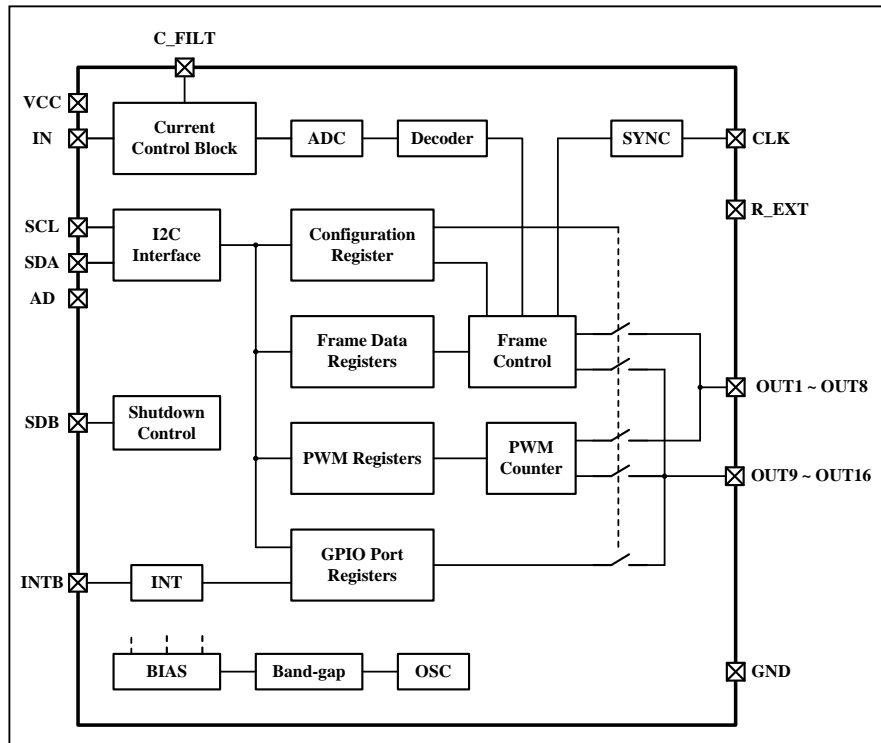 C_FILT
VCC
IN
Current
Control Block
ADC
Decoder
SYNC
CLK
R_EXT
SCL
SDA
AD
I2C
Interface
Configuration
Register
Frame Data
Registers
Frame
Control
OUT1 ~ OUT8
SDB
Shutdown
Control
PWM Registers
PWM
Counter
OUT9 ~ OUT16
GPIO Port
Registers
INTB
INT
BIAS
Band-gap
OSC
GND